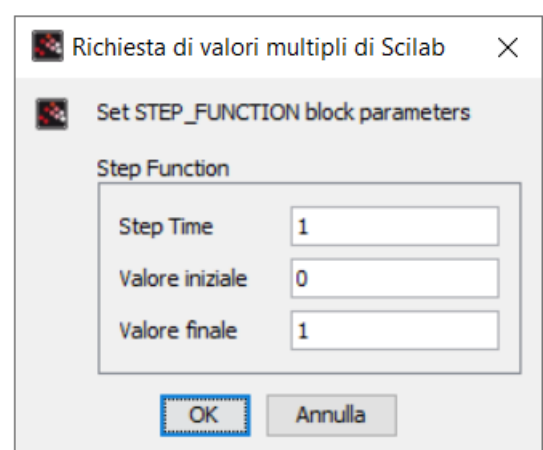 Richiesta di valori multipli di Scilab
Set STEP_FUNCTION block parameters
Step Function
Step Time 1
Valore iniziale 0
Valore finale 1
OK Annulla